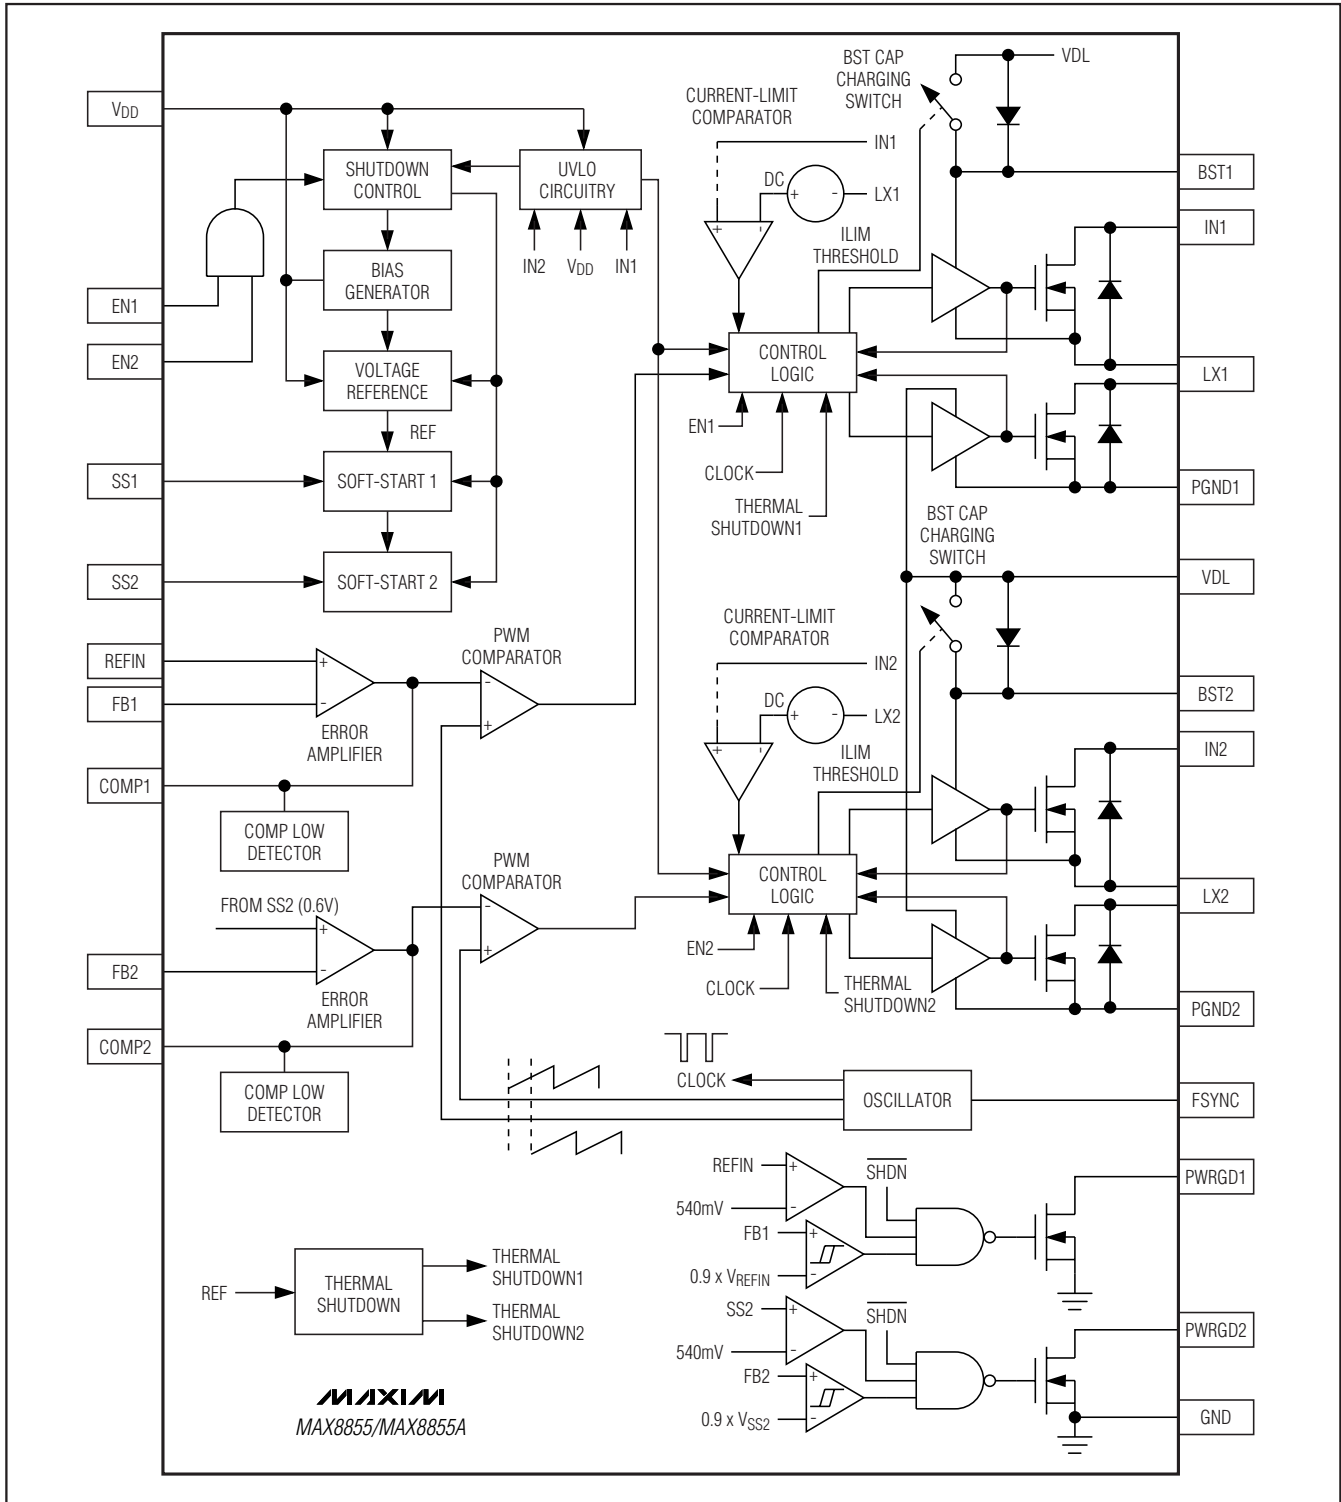 VDD
EN1
EN2
SS1
SS2
REFIN
FB1
COMP1
FB2
COMP2
SHUTDOWN
CONTROL
UVLO
CIRCUITRY
IN2
VDD
IN1
BIAS
GENERATOR
VOLTAGE
REFERENCE
REF
SOFT-START 1
SOFT-START 2
+
-
ERROR
AMPLIFIER
COMP LOW
DETECTOR
PWM
COMPARATOR
-
+
FROM SS2 (0.6V)
+
-
ERROR
AMPLIFIER
COMP LOW
DETECTOR
PWM
COMPARATOR
-
+
CURRENT-LIMIT
COMPARATOR
BST CAP
CHARGING
SWITCH
VDL
IN1
DC
+
-
LX1
+
-
ILIM
THRESHOLD
CONTROL
LOGIC
EN1
CLOCK
THERMAL
SHUTDOWN1
BST CAP
CHARGING
SWITCH
CURRENT-LIMIT
COMPARATOR
IN2
DC
+
-
LX2
+
-
ILIM
THRESHOLD
CONTROL
LOGIC
EN2
CLOCK
THERMAL
SHUTDOWN2
BST1
IN1
LX1
PGND1
VDL
BST2
IN2
LX2
PGND2
FSYNC
PWRGD1
PWRGD2
GND
CLOCK
OSCILLATOR
REFIN
+
540mV
-
SHDN
FB1
+
0.9 x VREFIN
-
SS2
+
540mV
-
SHDN
FB2
+
0.9 x VSS2
-
REF
THERMAL
SHUTDOWN
THERMAL
SHUTDOWN1
THERMAL
SHUTDOWN2
MAXIM
MAX8855/MAX8855A